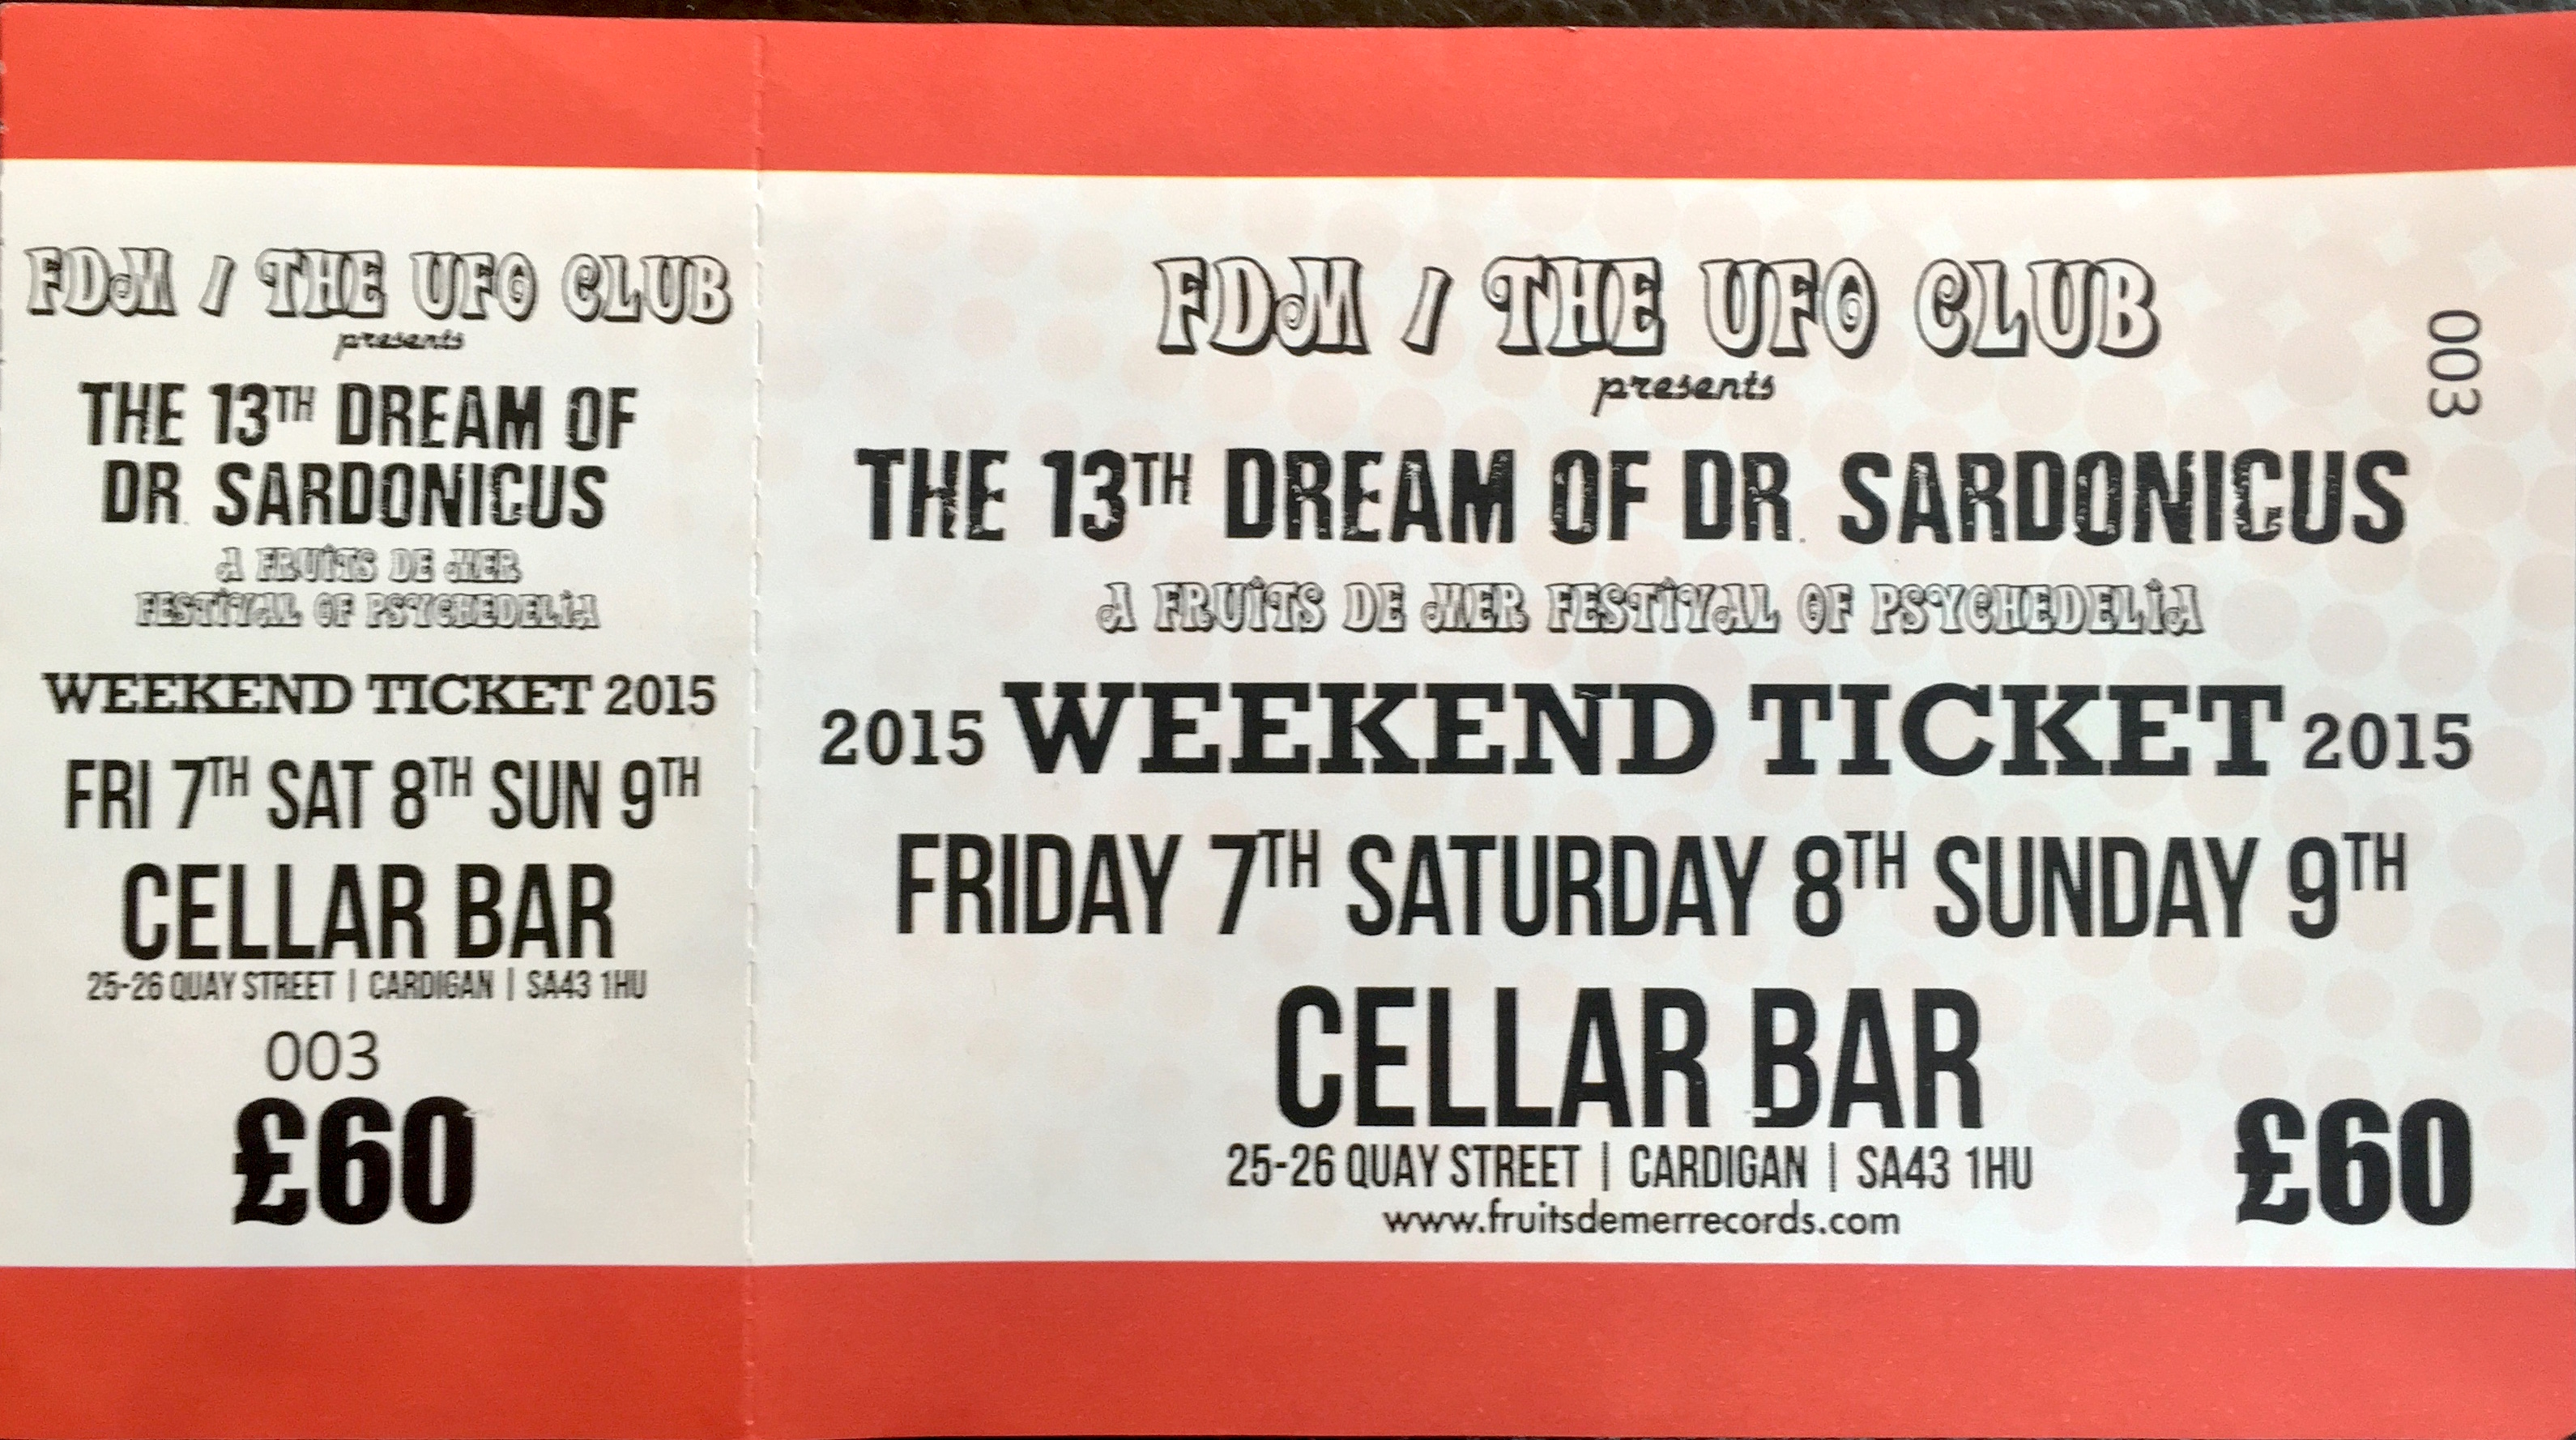 FDM / THE UFO CLUB
presents
THE 13TH DREAM OF
DR. SARDONICUS
A FRUITS DE MER
FESTIVAL OF PSYCHEDELIA
WEEKEND TICKET 2015
FRI 7TH SAT 8TH SUN 9TH
CELLAR BAR
25-26 QUAY STREET | CARDIGAN | SA43 1HU
003
£60
FDM / THE UFO CLUB
presents
003
THE 13TH DREAM OF DR. SARDONICUS
A FRUITS DE MER FESTIVAL OF PSYCHEDELIA
2015 WEEKEND TICKET 2015
FRIDAY 7TH SATURDAY 8TH SUNDAY 9TH
CELLAR BAR
25-26 QUAY STREET | CARDIGAN | SA43 1HU
www.fruitsdemerrecords.com
£60